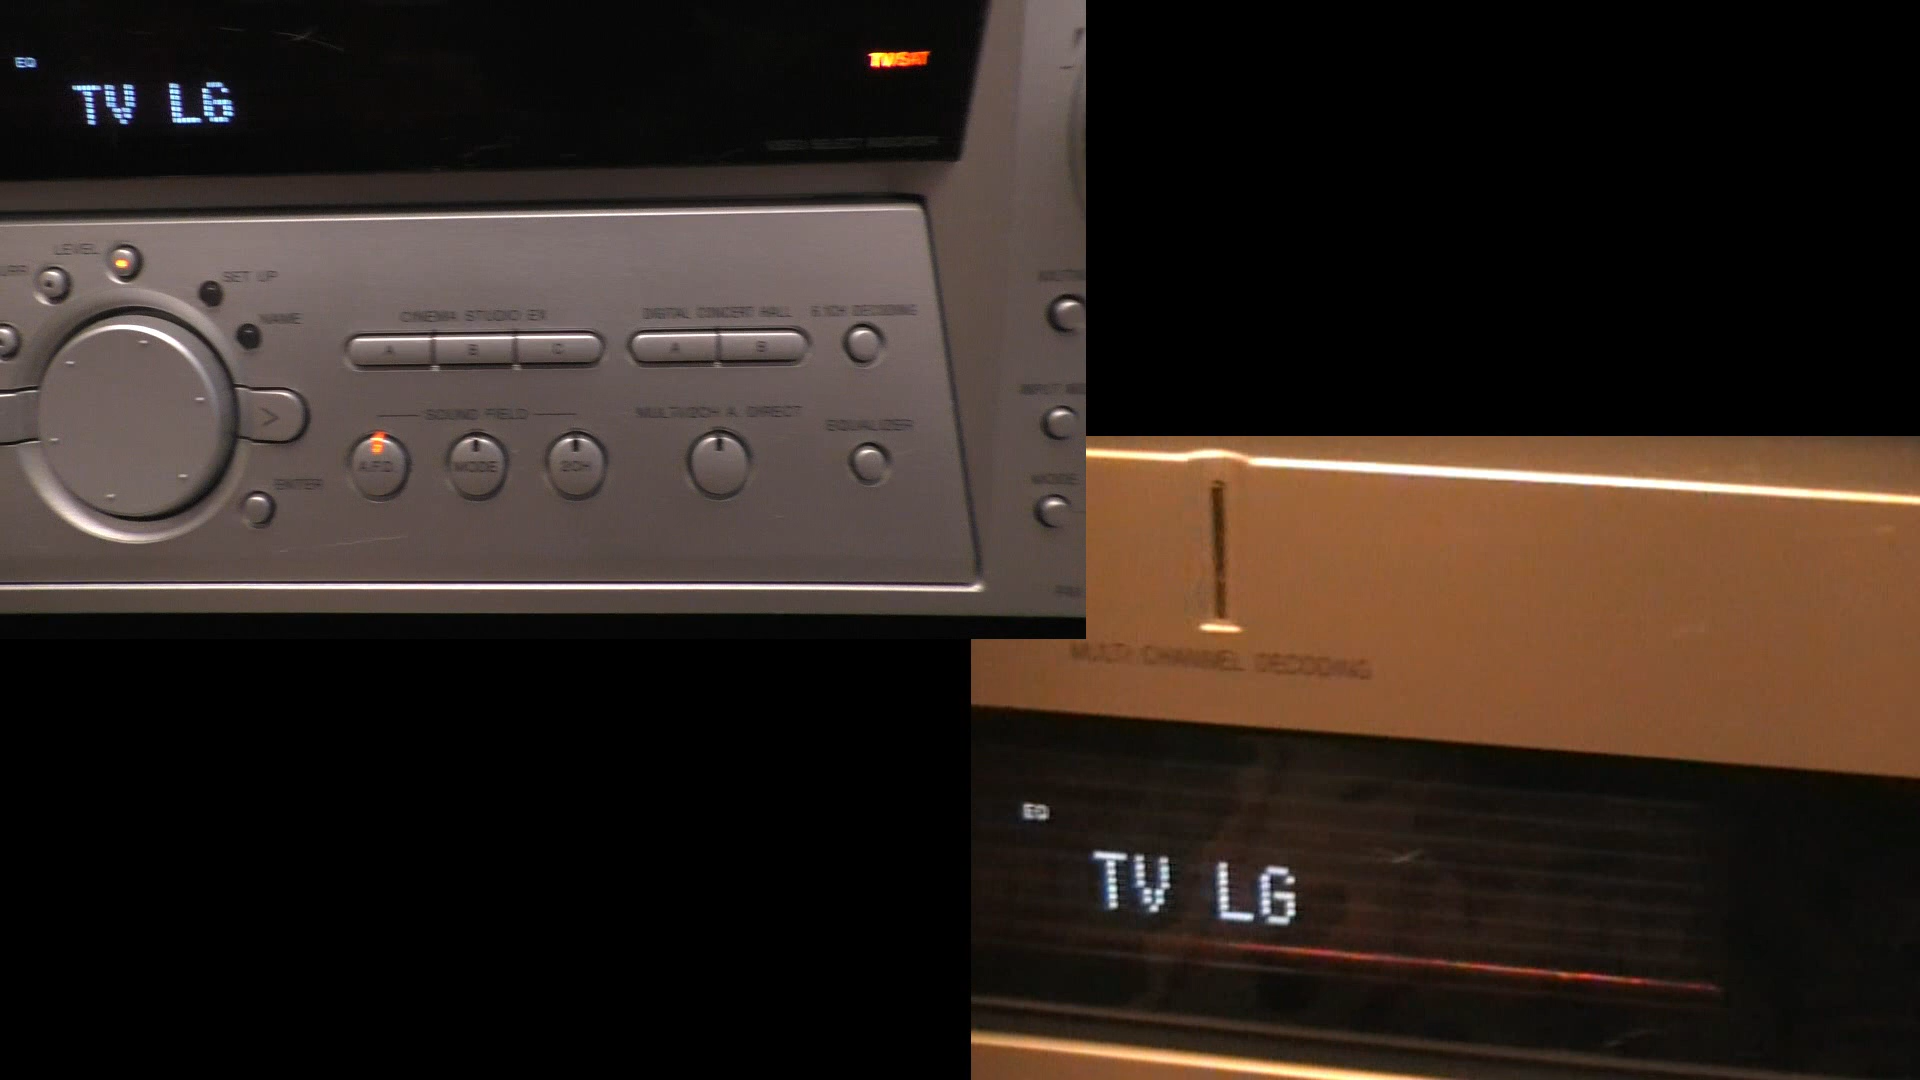 EQ
TV/SAT
TV LG
LEVEL
SET UP
NAME
CINEMA STUDIO EX
DIGITAL CONCERT HALL
6.1CH DECODING
A B C
A B
SOUND FIELD
MULTI/2CH A. DIRECT
EQUALIZER
A.F.D.
MODE
2CH
ENTER
MODE
MULTI CHANNEL DECODING
EQ
TV LG